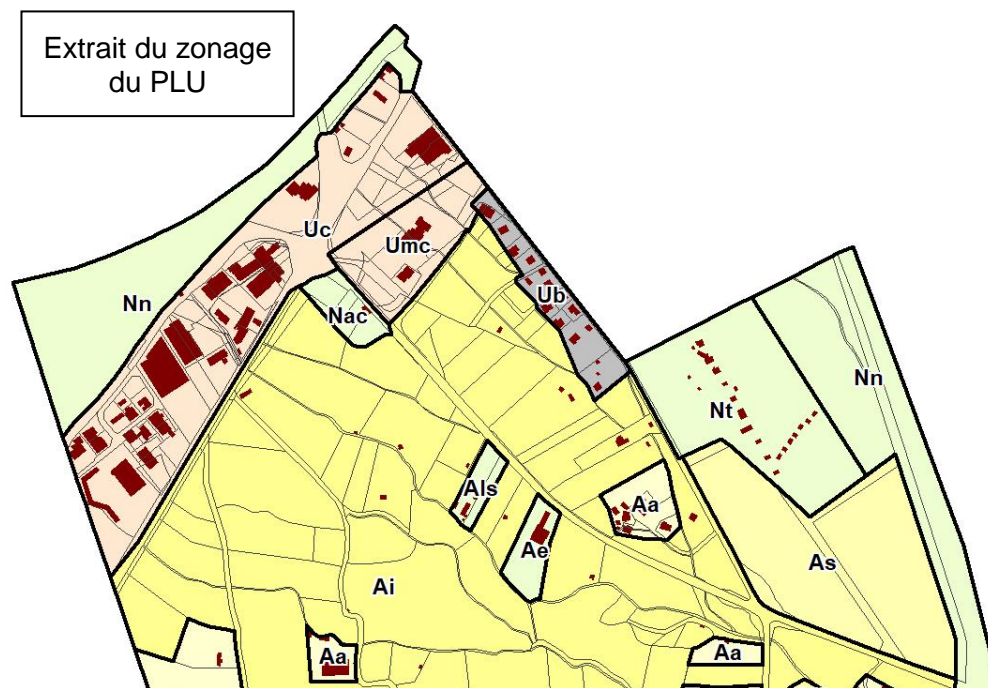 Extrait du zonage
du PLU
Uc
Umc
Nn
Nac
Ub
Nt
Nn
Als
Aa
Ae
As
Ai
Aa
Aa